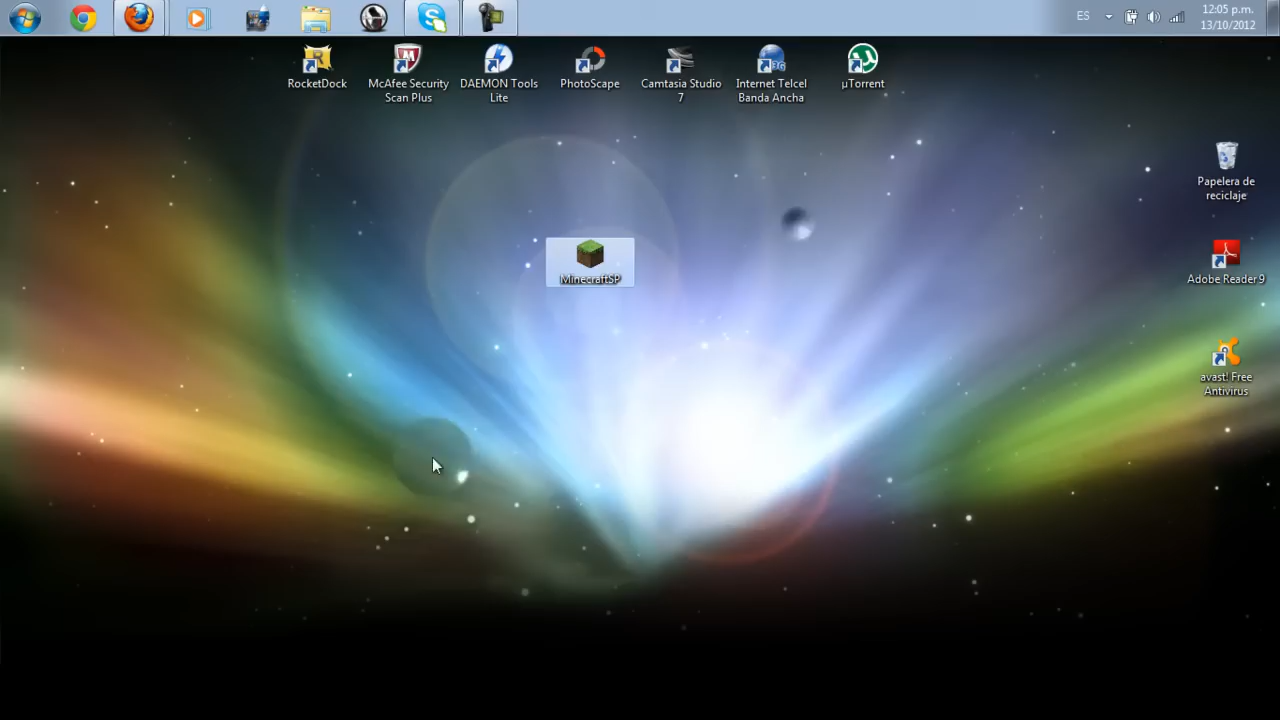 ES
12:05 p.m.
13/10/2012
RocketDock
McAfee Security
Scan Plus
DAEMON Tools
Lite
PhotoScape
Camtasia Studio
7
Internet Telcel
Banda Ancha
µTorrent
Papelera de
reciclaje
MinecraftSP
Adobe Reader 9
avast! Free
Antivirus